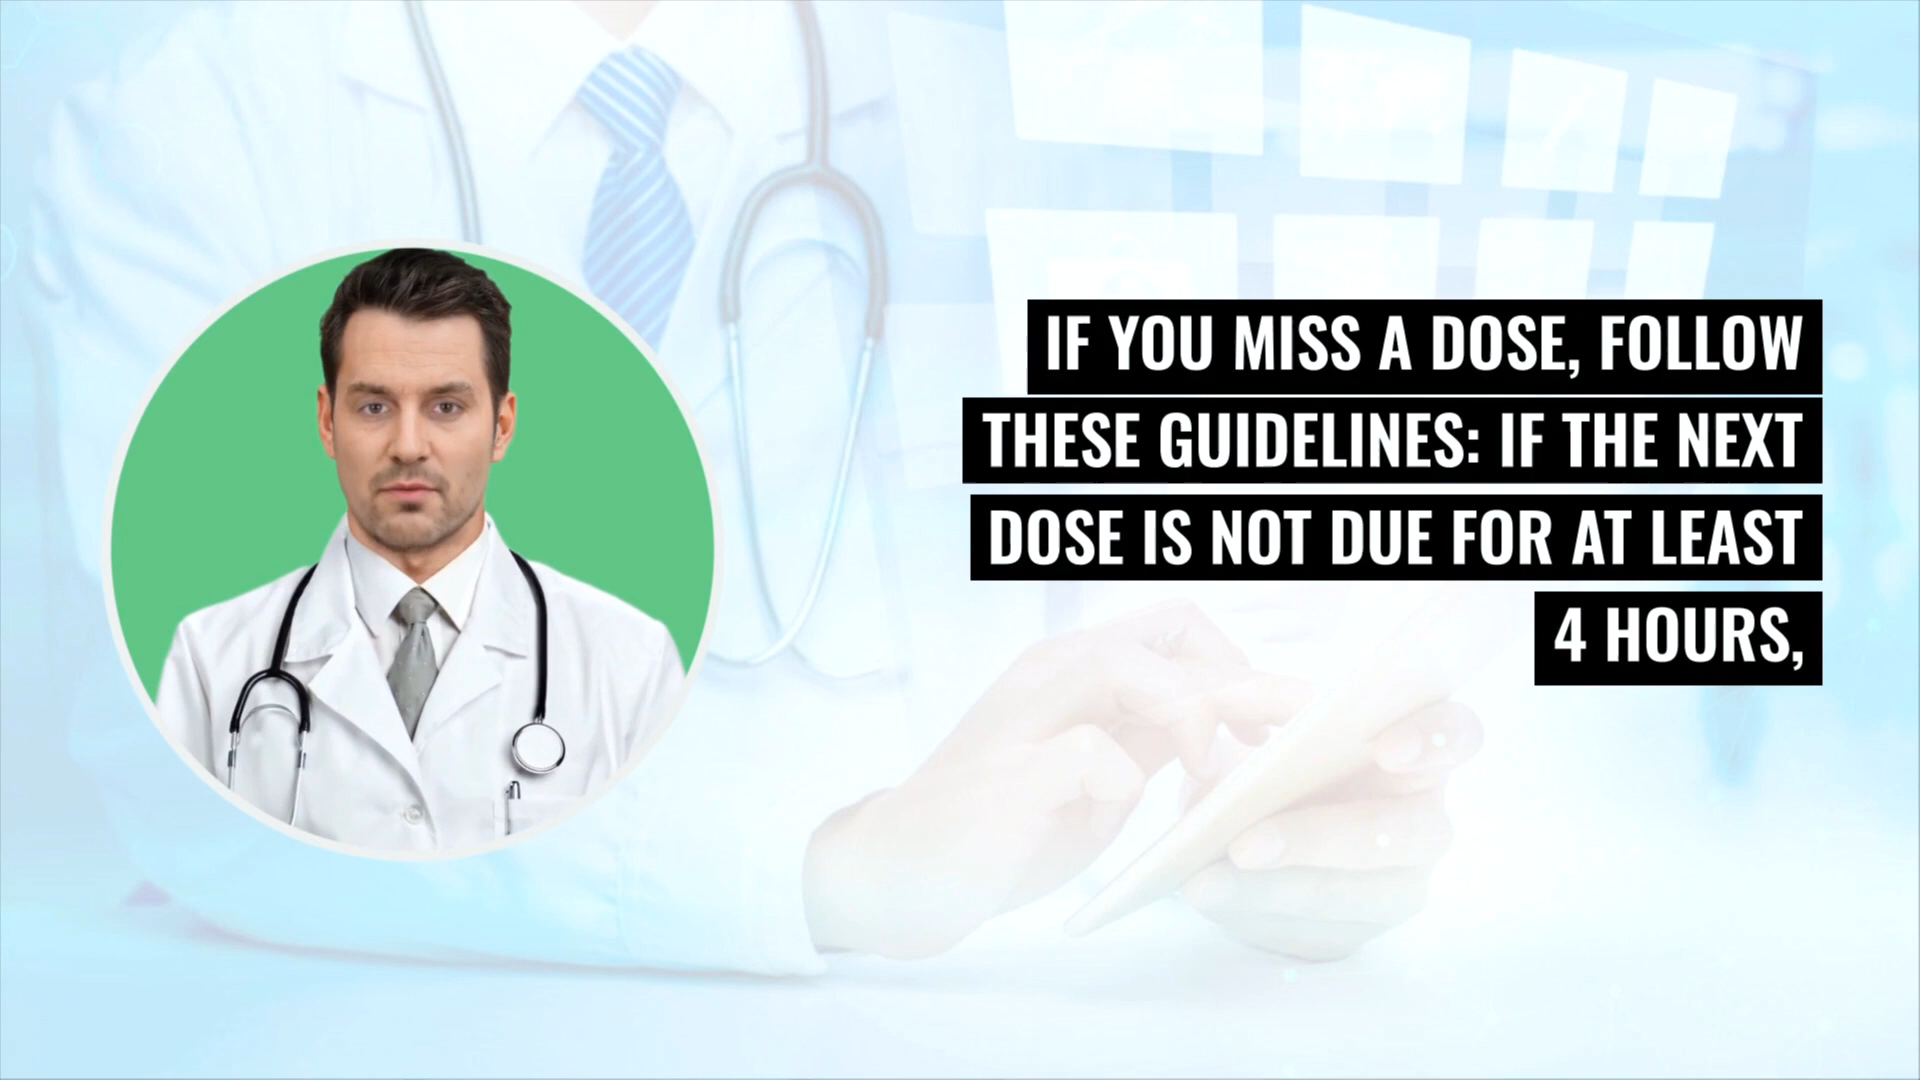 IF YOU MISS A DOSE, FOLLOW
THESE GUIDELINES: IF THE NEXT
DOSE IS NOT DUE FOR AT LEAST
4 HOURS,